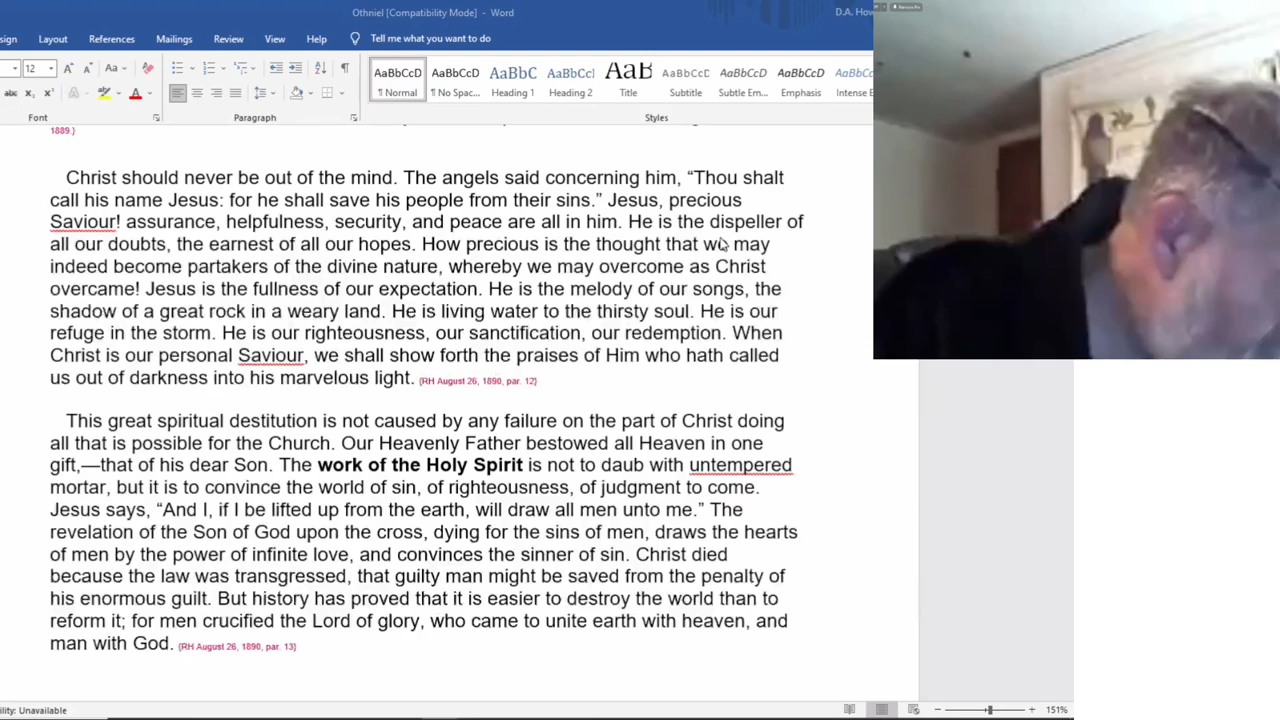 Othniel [Compatibility Mode] - Word
D.A. How
sign Layout References Mailings Review View Help Tell me what you want to do
12 Aa
AaBbCcD AaBbCcD AaBbC AaBbCcI AaB AaBbCcD AaBbCcD AaBbCcD AaBbCcD
¶ Normal ¶ No Spac... Heading 1 Heading 2 Title Subtitle Subtle Em... Emphasis Intense E
Font Paragraph Styles
1889.}
Christ should never be out of the mind. The angels said concerning him, “Thou shalt
call his name Jesus: for he shall save his people from their sins.” Jesus, precious
Saviour! assurance, helpfulness, security, and peace are all in him. He is the dispeller of
all our doubts, the earnest of all our hopes. How precious is the thought that we may
indeed become partakers of the divine nature, whereby we may overcome as Christ
overcame! Jesus is the fullness of our expectation. He is the melody of our songs, the
shadow of a great rock in a weary land. He is living water to the thirsty soul. He is our
refuge in the storm. He is our righteousness, our sanctification, our redemption. When
Christ is our personal Saviour, we shall show forth the praises of Him who hath called
us out of darkness into his marvelous light. {RH August 26, 1890, par. 12}
This great spiritual destitution is not caused by any failure on the part of Christ doing
all that is possible for the Church. Our Heavenly Father bestowed all Heaven in one
gift,—that of his dear Son. The work of the Holy Spirit is not to daub with untempered
mortar, but it is to convince the world of sin, of righteousness, of judgment to come.
Jesus says, “And I, if I be lifted up from the earth, will draw all men unto me.” The
revelation of the Son of God upon the cross, dying for the sins of men, draws the hearts
of men by the power of infinite love, and convinces the sinner of sin. Christ died
because the law was transgressed, that guilty man might be saved from the penalty of
his enormous guilt. But history has proved that it is easier to destroy the world than to
reform it; for men crucified the Lord of glory, who came to unite earth with heaven, and
man with God. {RH August 26, 1890, par. 13}
ility: Unavailable
151%